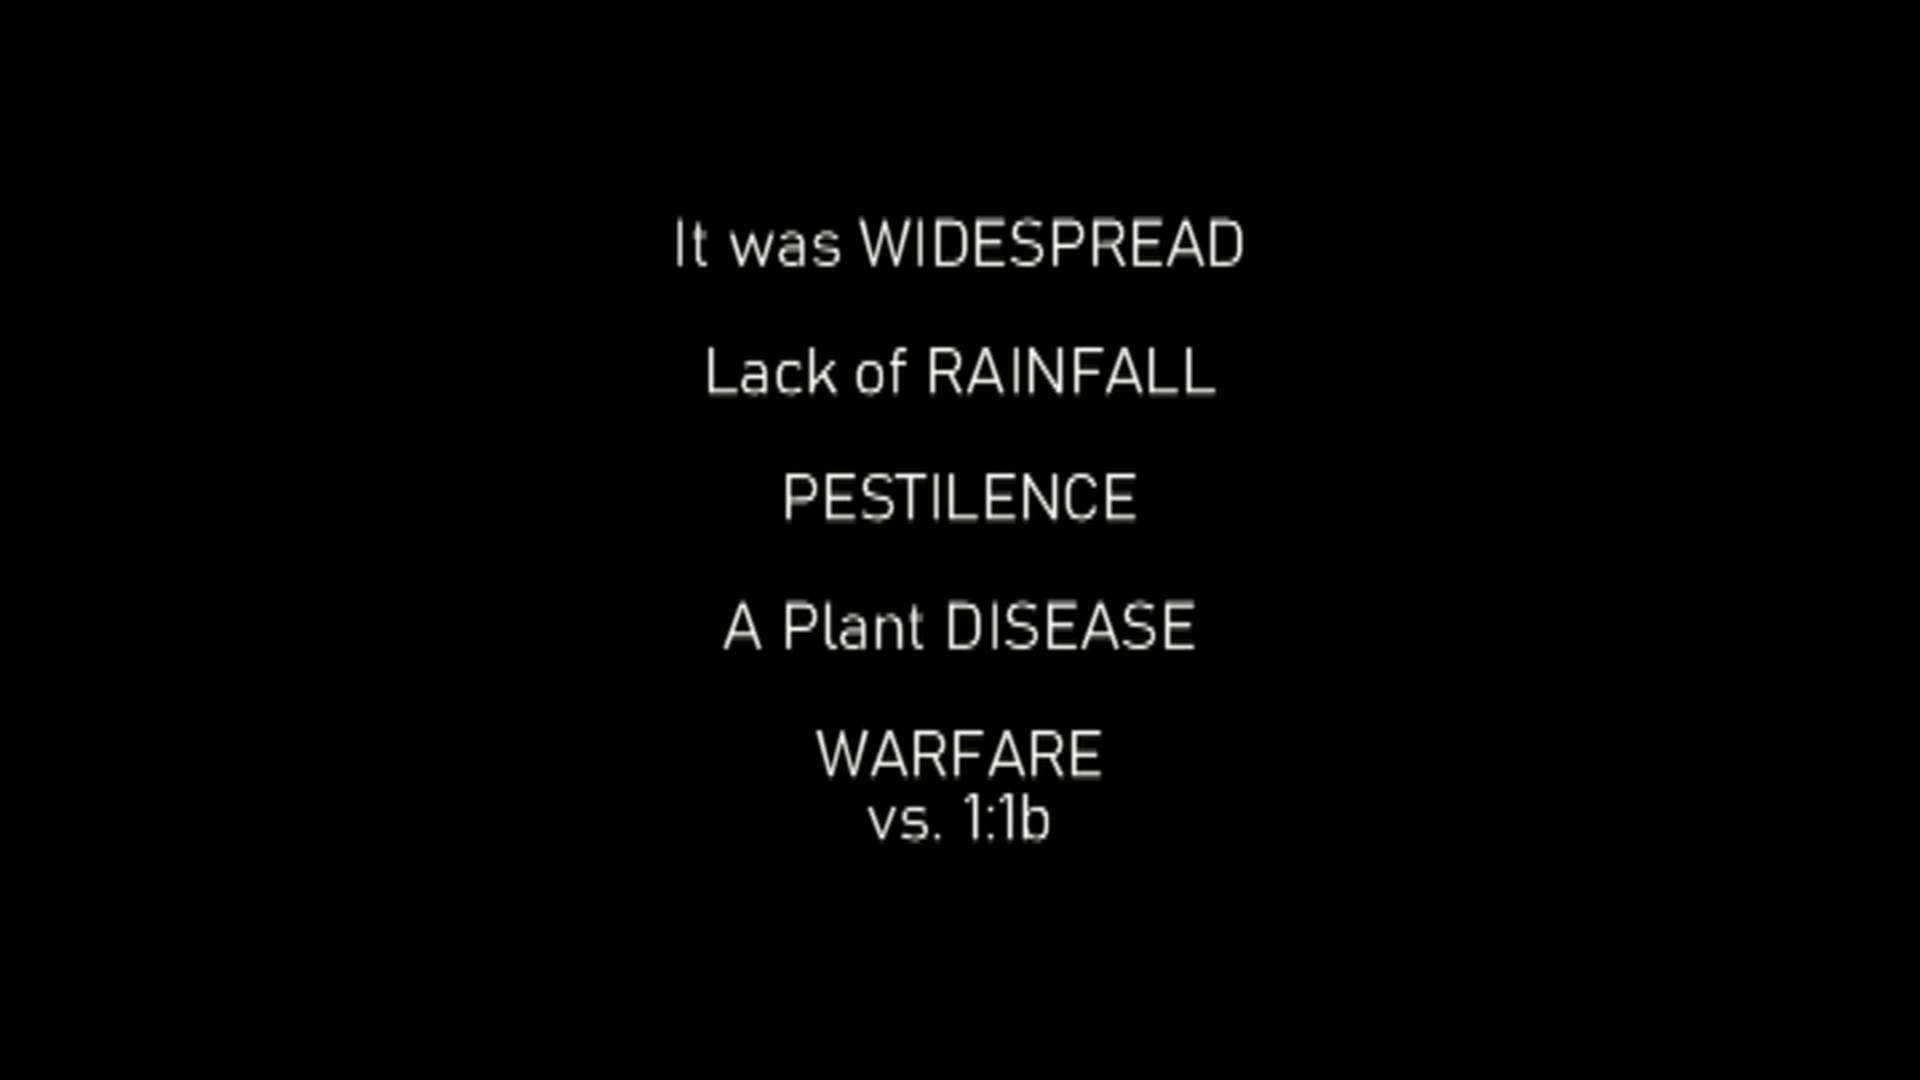 It was WIDESPREAD
Lack of RAINFALL
PESTILENCE
A Plant DISEASE
WARFARE
vs. 1:1b